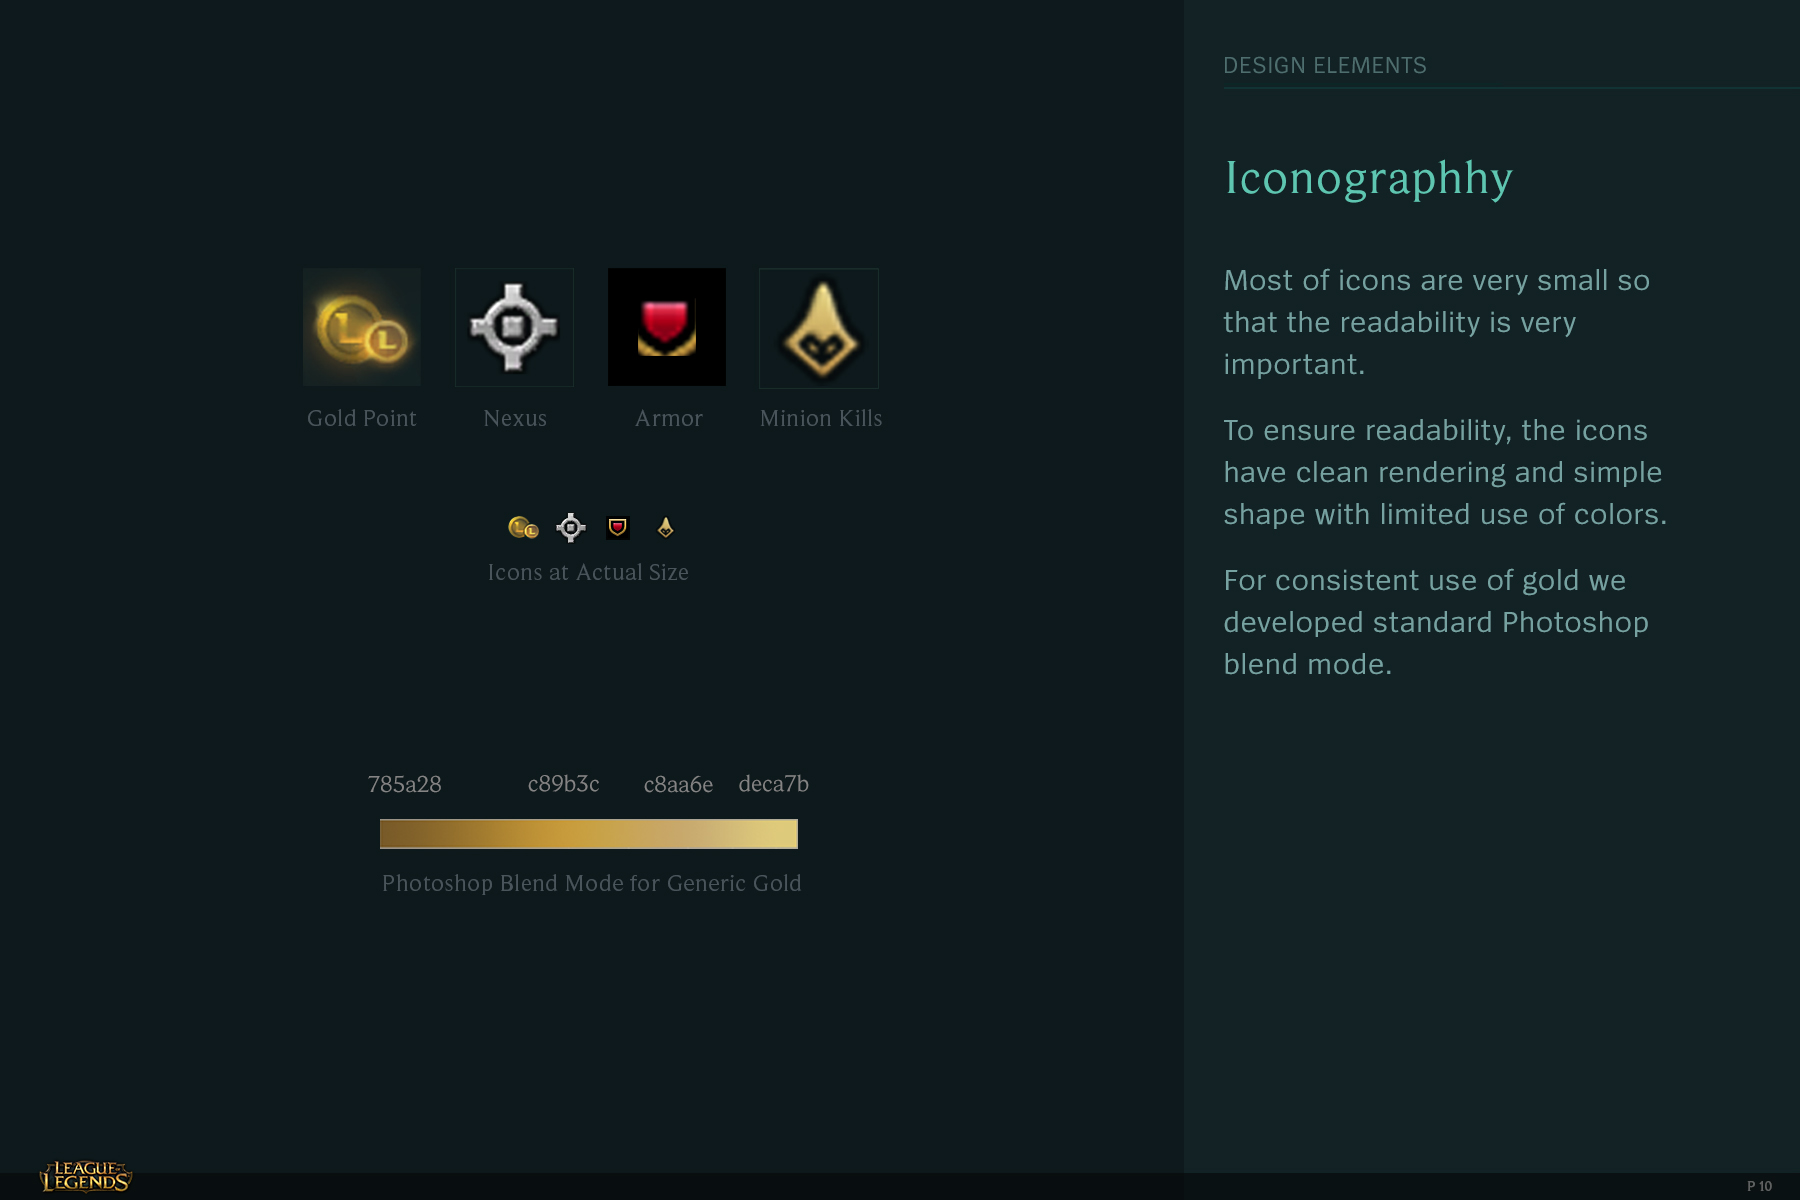 DESIGN ELEMENTS
Iconographhy
Most of icons are very small so
that the readability is very
important.
To ensure readability, the icons
have clean rendering and simple
shape with limited use of colors.
For consistent use of gold we
developed standard Photoshop
blend mode.
L L
Gold Point Nexus Armor Minion Kills
L L
Icons at Actual Size
785a28 c89b3c c8aa6e deca7b
Photoshop Blend Mode for Generic Gold
LEAGUE OF
LEGENDS
P 10